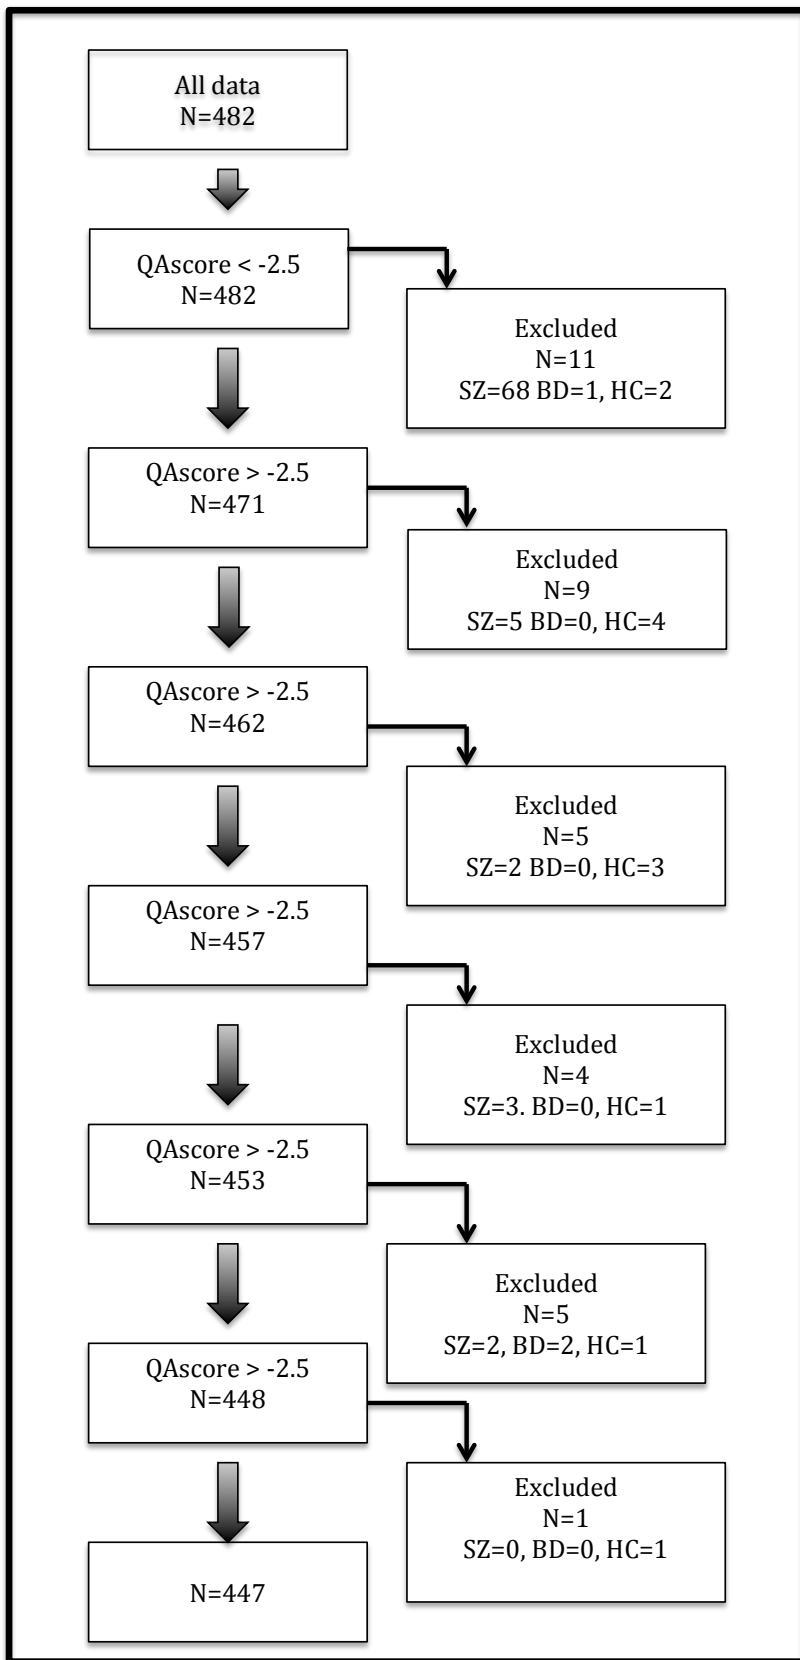 All data
N=482
QAscore < -2.5
N=482
Excluded
N=11
SZ=68 BD=1, HC=2
QAscore > -2.5
N=471
Excluded
N=9
SZ=5 BD=0, HC=4
QAscore > -2.5
N=462
Excluded
N=5
SZ=2 BD=0, HC=3
QAscore > -2.5
N=457
Excluded
N=4
SZ=3. BD=0, HC=1
QAscore > -2.5
N=453
Excluded
N=5
SZ=2, BD=2, HC=1
QAscore > -2.5
N=448
Excluded
N=1
SZ=0, BD=0, HC=1
N=447